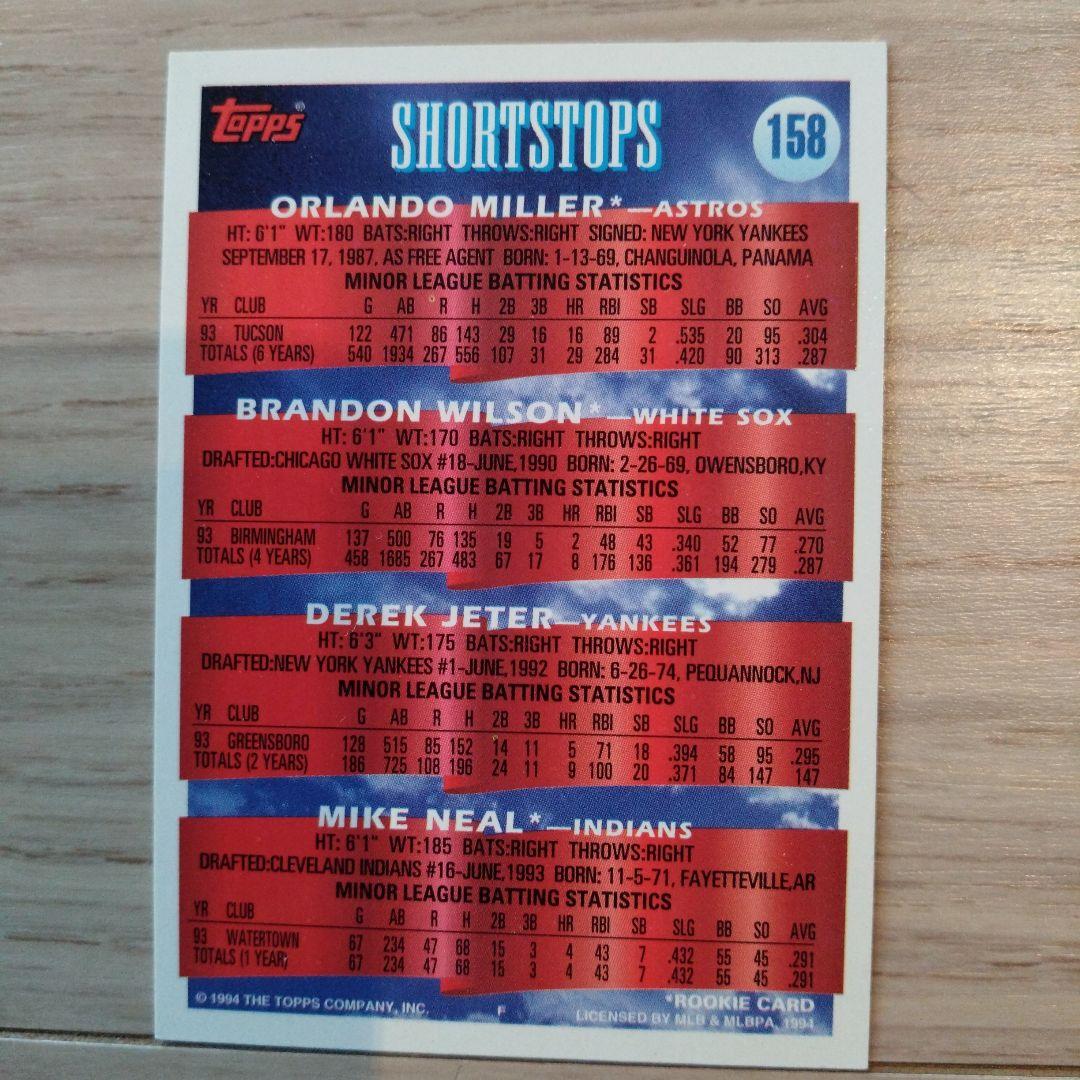 Topps® SHORTSTOPS 158
ORLANDO MILLER*—ASTROS
HT: 6'1" WT:180 BATS:RIGHT THROWS:RIGHT SIGNED: NEW YORK YANKEES
SEPTEMBER 17, 1987, AS FREE AGENT BORN: 1-13-69, CHANGUINOLA, PANAMA
MINOR LEAGUE BATTING STATISTICS
YR CLUB G AB R H 2B 3B HR RBI SB SLG BB SO AVG
93 TUCSON 122 471 86 143 29 16 16 89 2 .535 20 95 .304
TOTALS (6 YEARS) 540 1934 267 556 107 31 29 284 31 .420 90 313 .287
BRANDON WILSON*—WHITE SOX
HT: 6'1" WT:170 BATS:RIGHT THROWS:RIGHT
DRAFTED:CHICAGO WHITE SOX #18-JUNE,1990 BORN: 2-26-69, OWENSBORO,KY
MINOR LEAGUE BATTING STATISTICS
YR CLUB G AB R H 2B 3B HR RBI SB SLG BB SO AVG
93 BIRMINGHAM 137 500 76 135 19 5 2 48 43 .340 52 77 .270
TOTALS (4 YEARS) 458 1685 267 483 67 17 8 176 136 .361 194 279 .287
DEREK JETER—YANKEES
HT: 6'3" WT:175 BATS:RIGHT THROWS:RIGHT
DRAFTED:NEW YORK YANKEES #1-JUNE,1992 BORN: 6-26-74, PEQUANNOCK,NJ
MINOR LEAGUE BATTING STATISTICS
YR CLUB G AB R H 2B 3B HR RBI SB SLG BB SO AVG
93 GREENSBORO 128 515 85 152 14 11 5 71 18 .394 58 95 .295
TOTALS (2 YEARS) 186 725 108 196 24 11 9 100 20 .371 84 147 .147
MIKE NEAL*—INDIANS
HT: 6'1" WT:185 BATS:RIGHT THROWS:RIGHT
DRAFTED:CLEVELAND INDIANS #16-JUNE,1993 BORN: 11-5-71, FAYETTEVILLE,AR
MINOR LEAGUE BATTING STATISTICS
YR CLUB G AB R H 2B 3B HR RBI SB SLG BB SO AVG
93 WATERTOWN 67 234 47 68 15 3 4 43 7 .432 55 45 .291
TOTALS (1 YEAR) 67 234 47 68 15 3 4 43 7 .432 55 45 .291
© 1994 THE TOPPS COMPANY, INC. F *ROOKIE CARD
LICENSED BY MLB & MLBPA, 1994